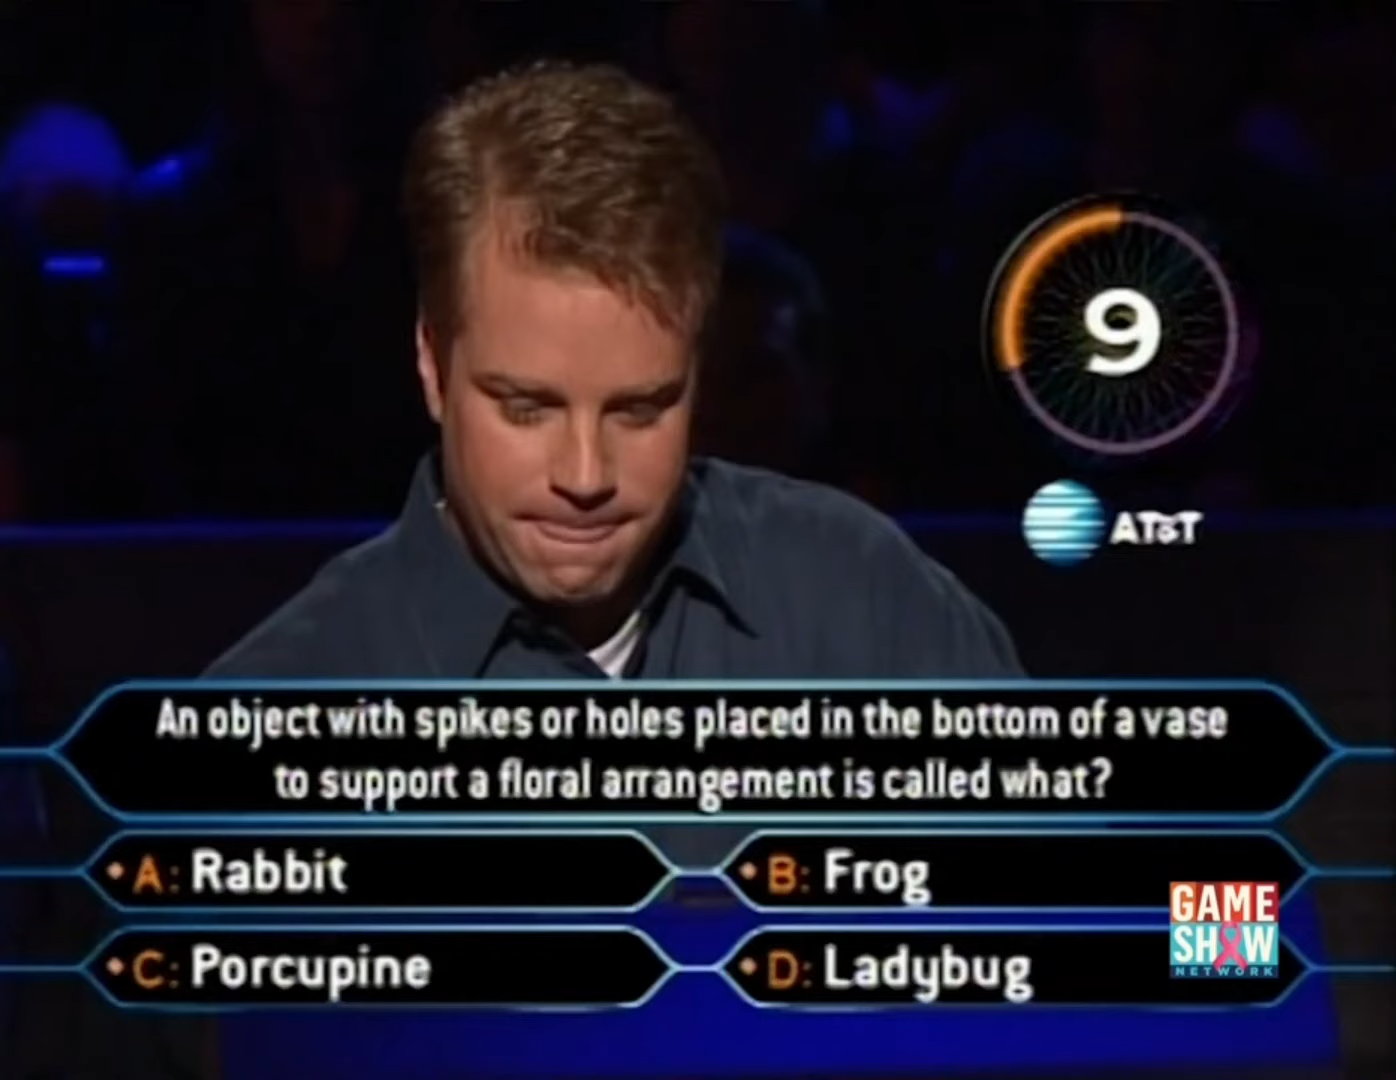 9
AT&T
An object with spikes or holes placed in the bottom of a vase
to support a floral arrangement is called what?
A: Rabbit
B: Frog
C: Porcupine
D: Ladybug
GAME
SHOW
NETWORK